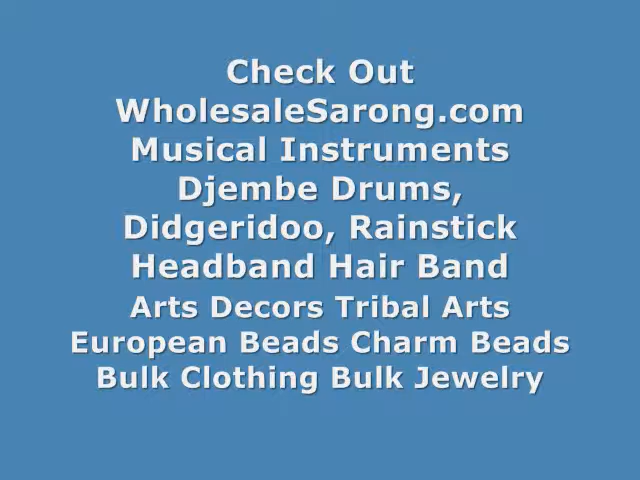 Check Out
WholesaleSarong.com
Musical Instruments
Djembe Drums,
Didgeridoo, Rainstick
Headband Hair Band
Arts Decors Tribal Arts
European Beads Charm Beads
Bulk Clothing Bulk Jewelry